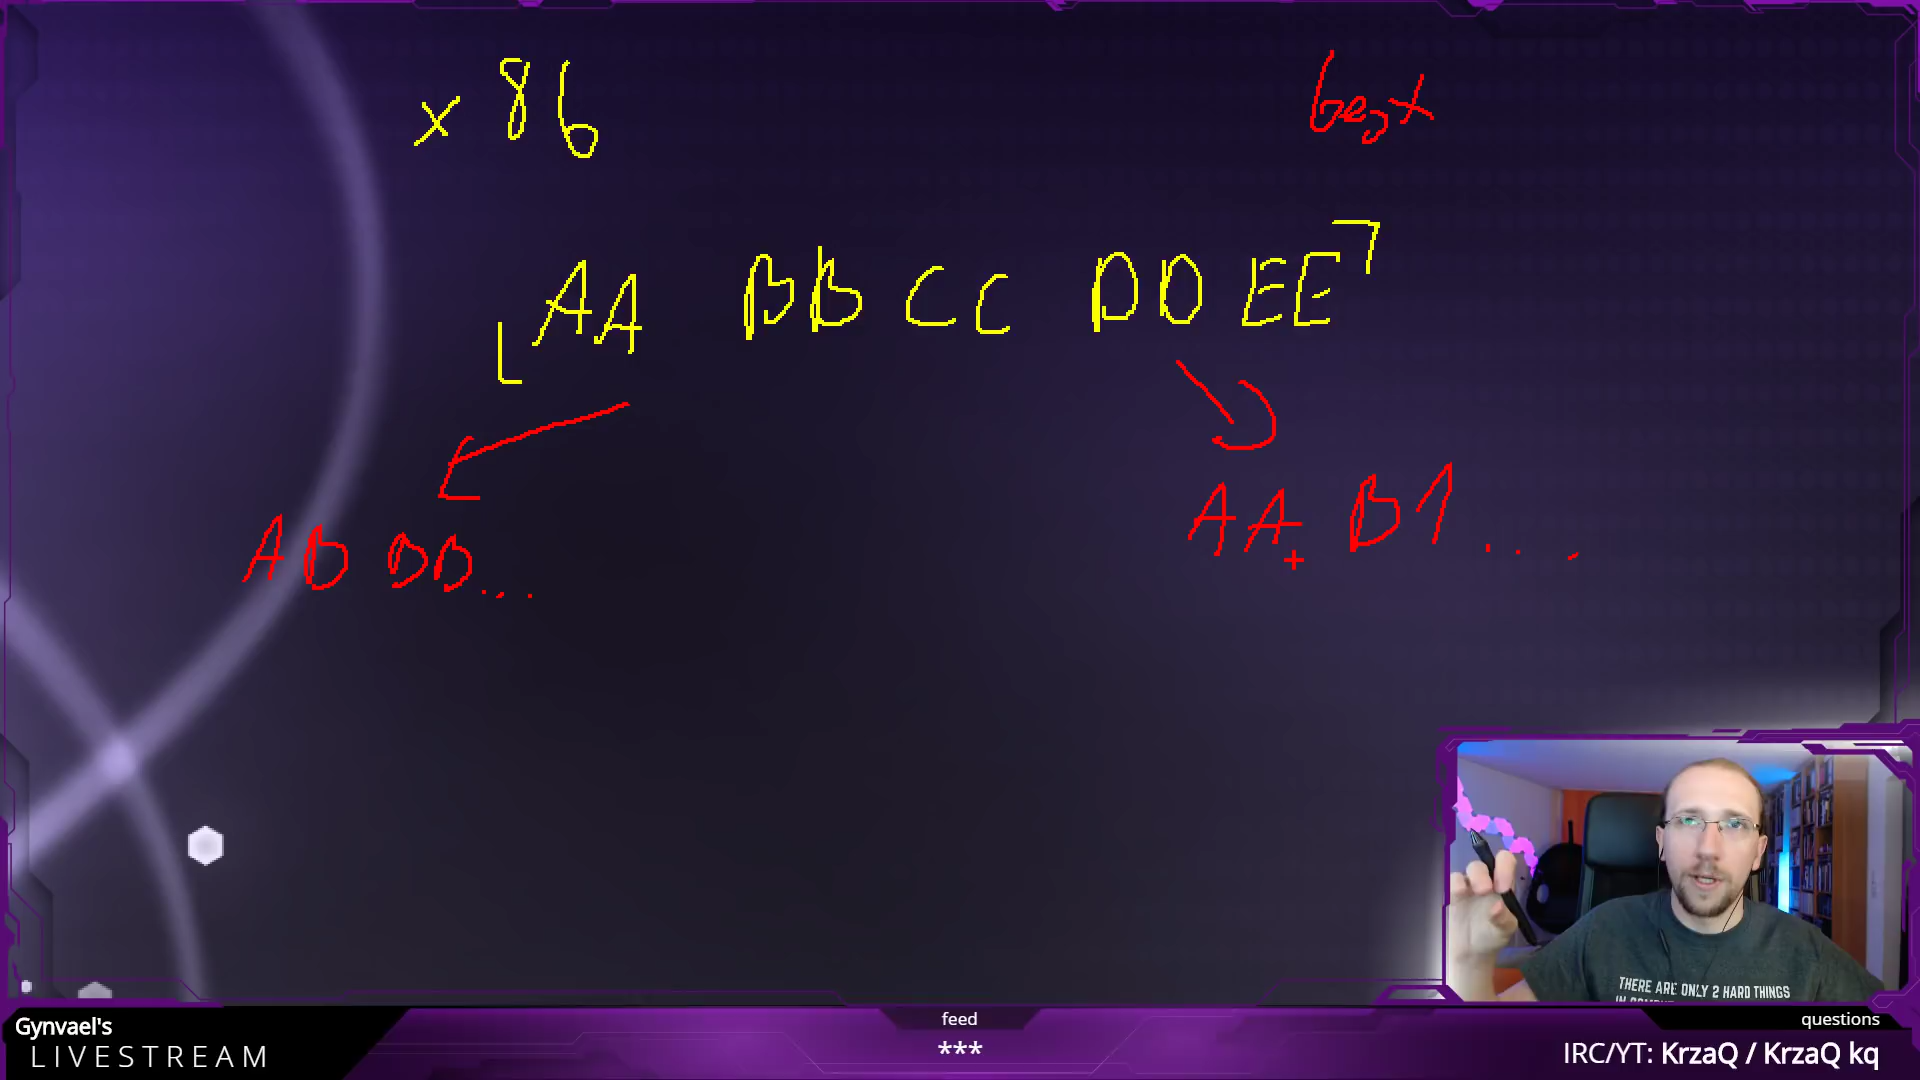 x86
без х
AA BB CC DD EE
AB DD...
AA B1....
THERE ARE ONLY 2 HARD THINGS
Gynvael's
LIVESTREAM
feed
***
questions
IRC/YT: KrzaQ / KrzaQ kq